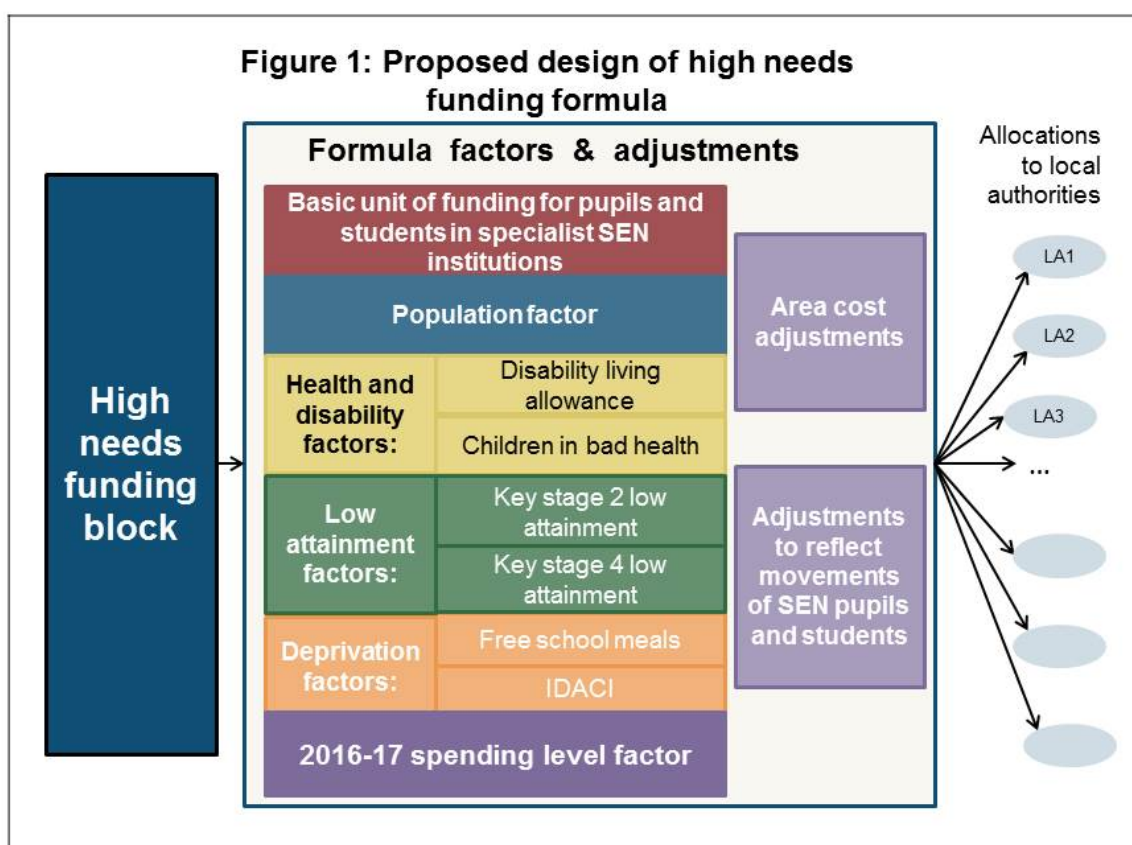 Figure 1: Proposed design of high needs
funding formula
High
needs
funding
block
Formula factors & adjustments
Basic unit of funding for pupils and
students in specialist SEN
institutions
Population factor
Health and
disability
factors:
Disability living
allowance
Children in bad health
Low
attainment
factors:
Key stage 2 low
attainment
Key stage 4 low
attainment
Deprivation
factors:
Free school meals
IDACI
2016-17 spending level factor
Area cost
adjustments
Adjustments
to reflect
movements
of SEN pupils
and students
Allocations
to local
authorities
LA1
LA2
LA3
...